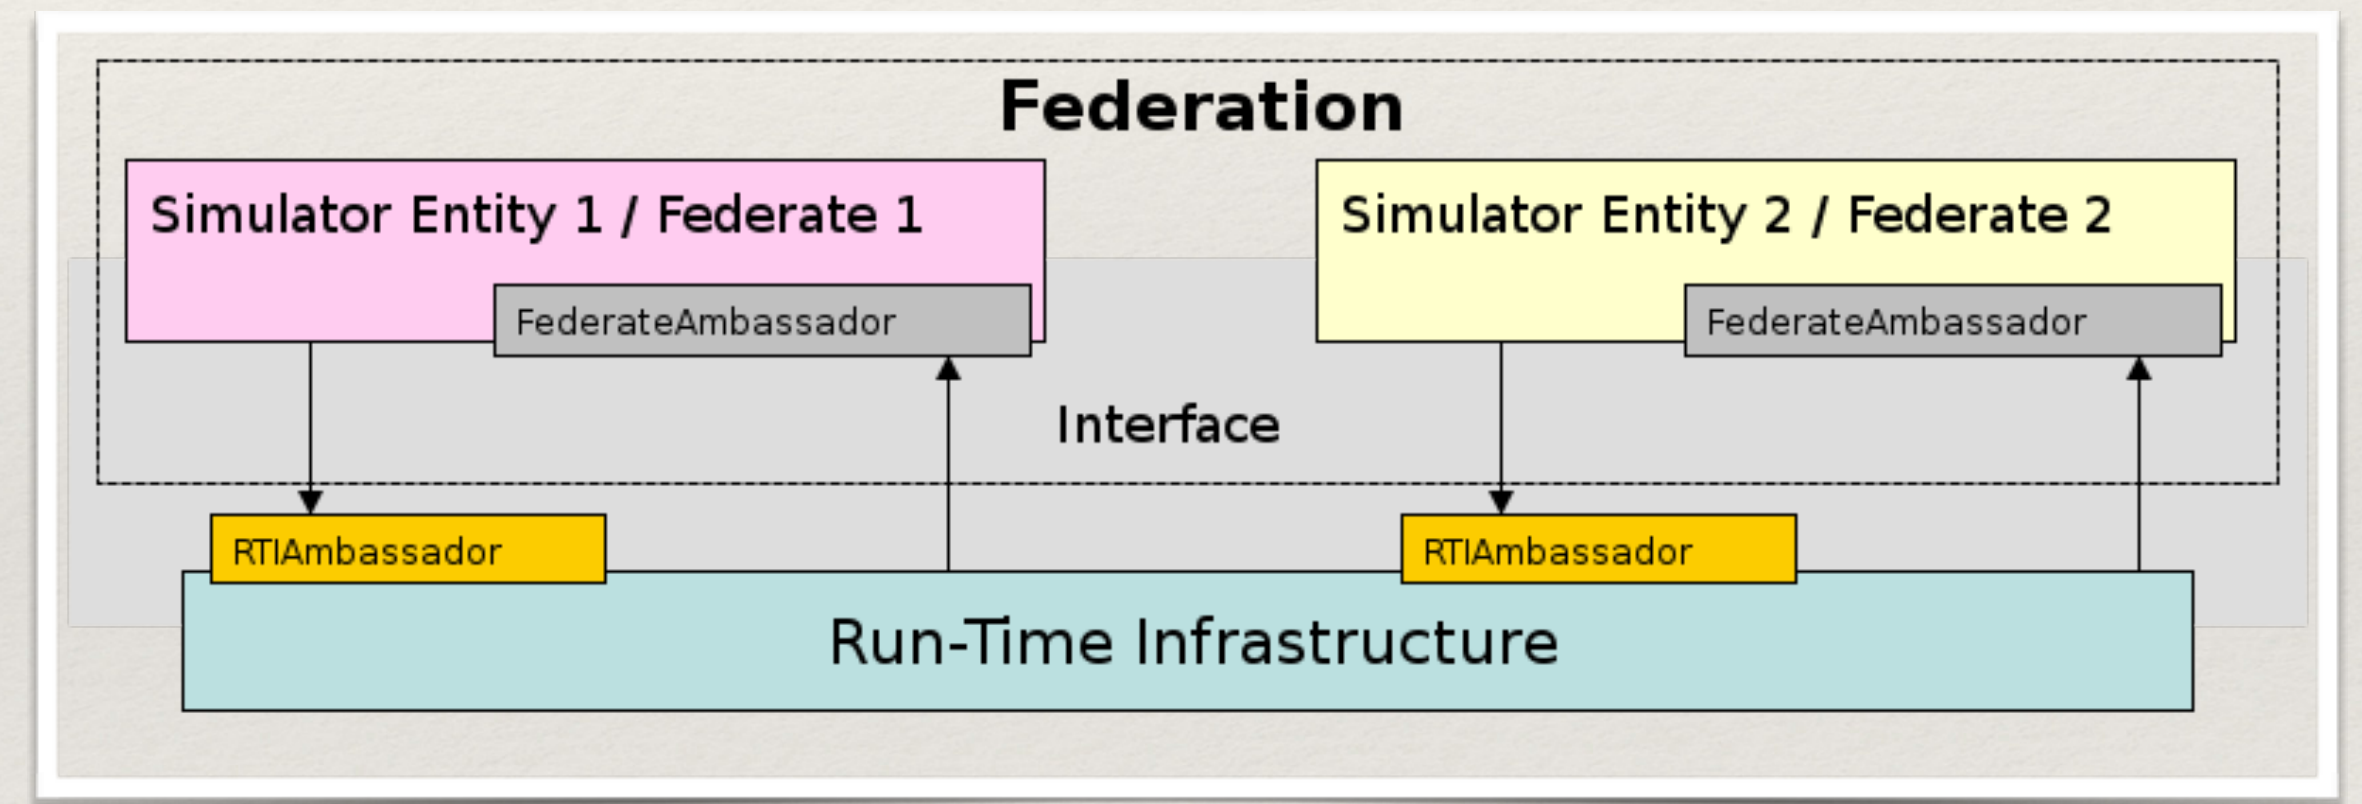 Federation
Simulator Entity 1 / Federate 1
Simulator Entity 2 / Federate 2
FederateAmbassador
FederateAmbassador
Interface
RTIAmbassador
RTIAmbassador
Run-Time Infrastructure